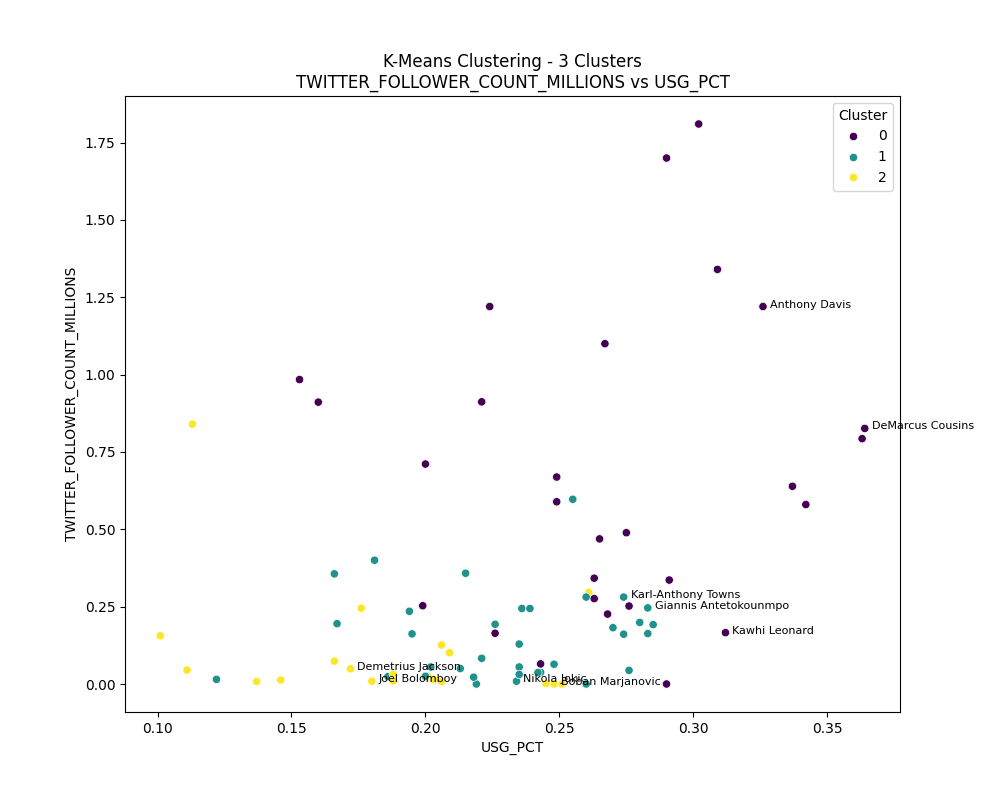 K-Means Clustering - 3 Clusters
TWITTER_FOLLOWER_COUNT_MILLIONS vs USG_PCT
Cluster
0
1
2
1.75
1.50
1.25
1.00
0.75
0.50
0.25
0.00
TWITTER_FOLLOWER_COUNT_MILLIONS
Anthony Davis
DeMarcus Cousins
Karl-Anthony Towns
Giannis Antetokounmpo
Kawhi Leonard
Demetrius Jackson
Joel Bolomboy
Nikola Jokic
Boban Marjanovic
0.10
0.15
0.20
0.25
0.30
0.35
USG_PCT